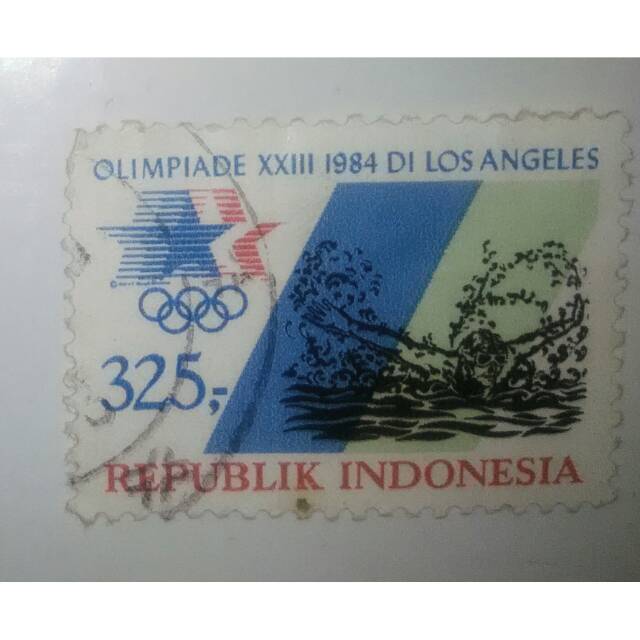 OLIMPIADE XXIII 1984 DI LOS ANGELES
325,-
REPUBLIK INDONESIA